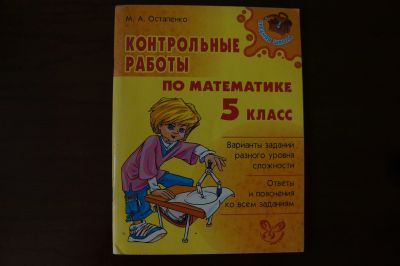 М. А. Остапенко
КОНТРОЛЬНЫЕ
РАБОТЫ
ПО МАТЕМАТИКЕ
5 КЛАСС
Варианты заданий
разного уровня
сложности
Ответы
и пояснения
ко всем заданиям